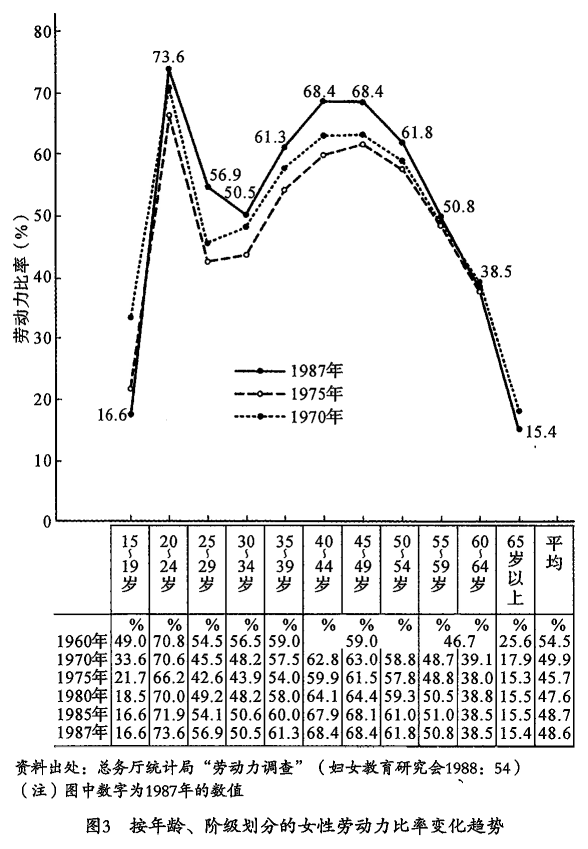 劳动力比率(%)
80
70
60
50
40
30
20
10
0
73.6
56.9
50.5
61.3
68.4
68.4
61.8
50.8
38.5
16.6
15.4
1987年
1975年
1970年
15~19岁 20~24岁 25~29岁 30~34岁 35~39岁 40~44岁 45~49岁 50~54岁 55~59岁 60~64岁 65岁以上 平均
% % % % % % % % % % % %
1960年 49.0 70.8 54.5 56.5 59.0 59.0 46.7 25.6 54.5
1970年 33.6 70.6 45.5 48.2 57.5 62.8 63.0 58.8 48.7 39.1 17.9 49.9
1975年 21.7 66.2 42.6 43.9 54.0 59.9 61.5 57.8 48.8 38.0 15.3 45.7
1980年 18.5 70.0 49.2 48.2 58.0 64.1 64.4 59.3 50.5 38.8 15.5 47.6
1985年 16.6 71.9 54.1 50.6 60.0 67.9 68.1 61.0 51.0 38.5 15.5 48.7
1987年 16.6 73.6 56.9 50.5 61.3 68.4 68.4 61.8 50.8 38.5 15.4 48.6
资料出处：总务厅统计局“劳动力调查”（妇女教育研究会1988：54）
（注）图中数字为1987年的数值
图3 按年龄、阶级划分的女性劳动力比率变化趋势